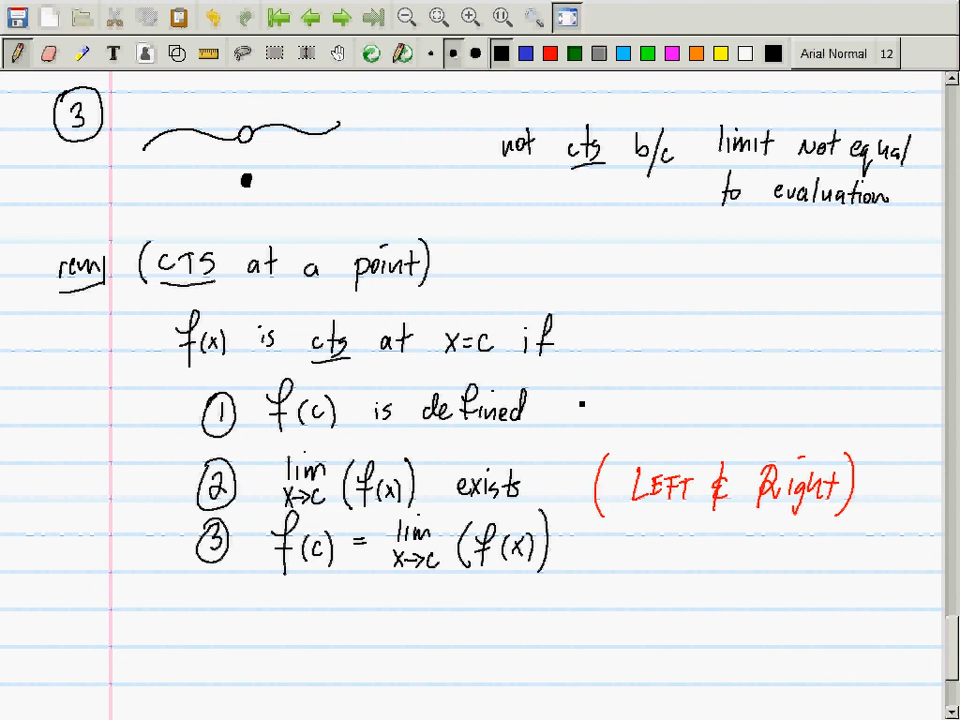 Arial Normal 12
③
not cts b/c limit not equal
to evaluation
(CTS at a point)
f(x) is cts at x=c if
① f(c) is defined
② lim x→c (f(x)) exists (LEFT & Right)
③ f(c) = lim x→c (f(x))